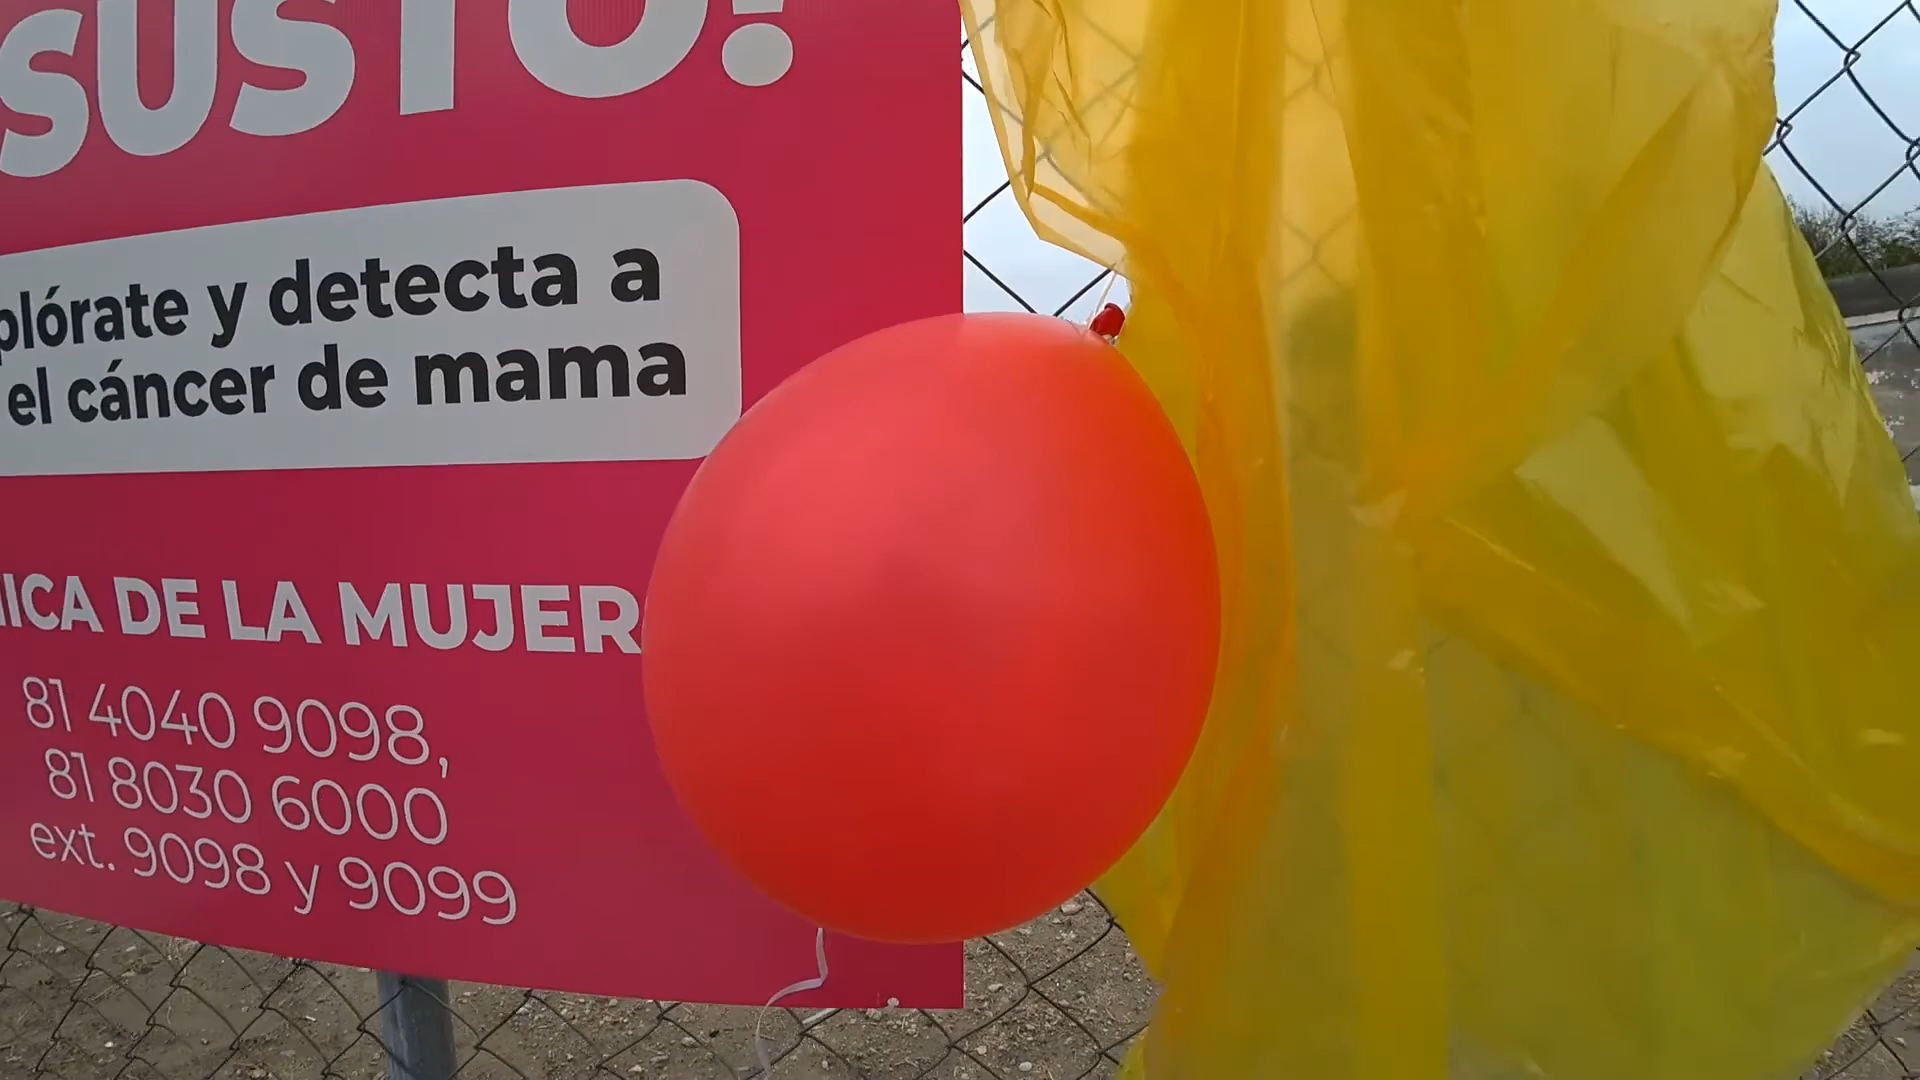 SUSTO!
plórate y detecta a
el cáncer de mama
NICA DE LA MUJER
81 4040 9098,
81 8030 6000
ext. 9098 y 9099